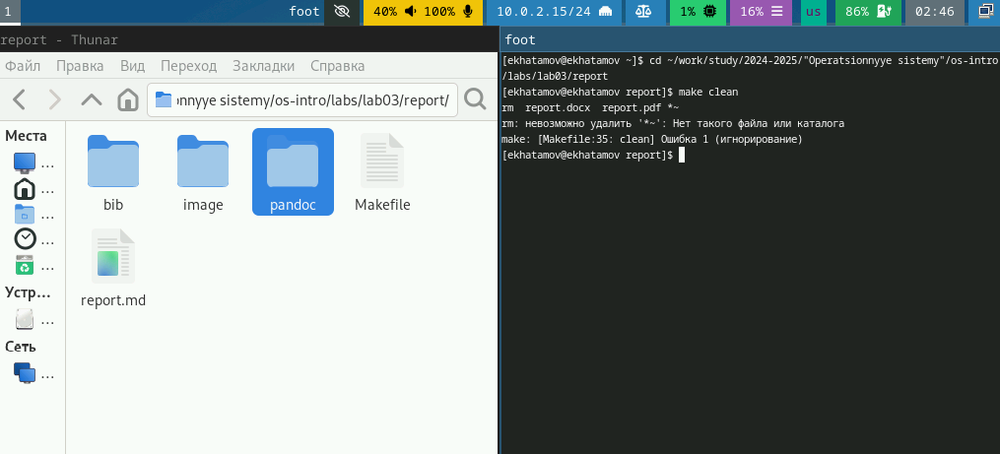 1
foot
40% 100%
10.0.2.15/24
1%
16%
us
86%
02:46
report - Thunar
Файл Правка Вид Переход Закладки Справка
nnyye sistemy/os-intro/labs/lab03/report/
Места
...
...
...
...
...
Устр...
...
Сеть
...
bib
image
pandoc
Makefile
report.md
foot
[ekhatamov@ekhatamov ~]$ cd ~/work/study/2024-2025/"Operatsionnyye sistemy"/os-intro
/labs/lab03/report
[ekhatamov@ekhatamov report]$ make clean
rm  report.docx  report.pdf *~
rm: невозможно удалить '*~': Нет такого файла или каталога
make: [Makefile:35: clean] Ошибка 1 (игнорирование)
[ekhatamov@ekhatamov report]$